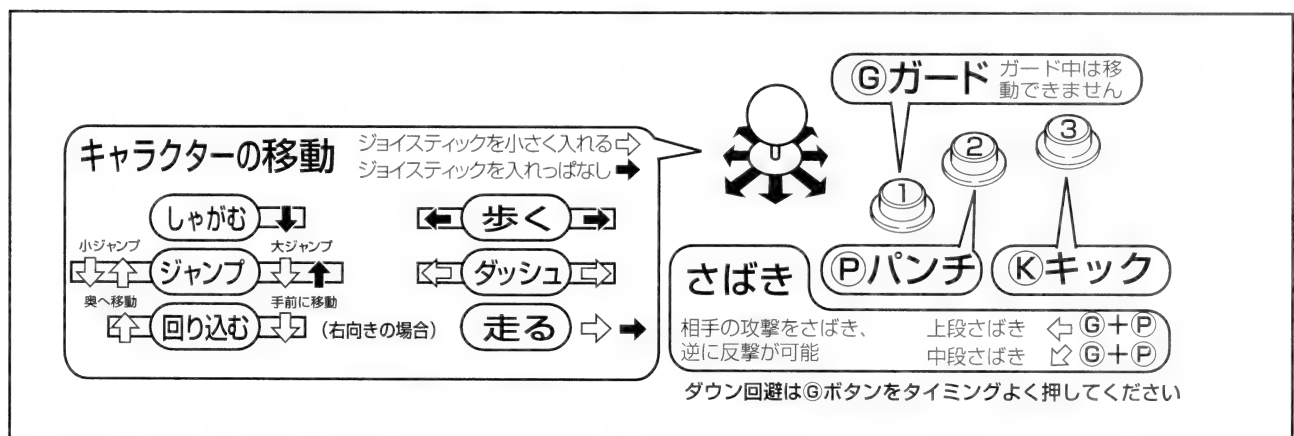 Ⓖガード ガード中は移
動できません
キャラクターの移動 ジョイスティックを小さく入れる⇨
ジョイスティックを入れっぱなし➡
しゃがむ ⬇
⬅ 歩く ➡
小ジャンプ 大ジャンプ
⇩⇧ ジャンプ ⇩⬆
⇦ ダッシュ ⇨
奥へ移動 手前に移動
⇧ 回り込む ⇩ (右向きの場合)
走る ⇨➡
1
2
3
Ⓟパンチ
Ⓚキック
さばき
相手の攻撃をさばき、
逆に反撃が可能
上段さばき ⇦ Ⓖ+Ⓟ
中段さばき ⬃ Ⓖ+Ⓟ
ダウン回避はⒼボタンをタイミングよく押してください